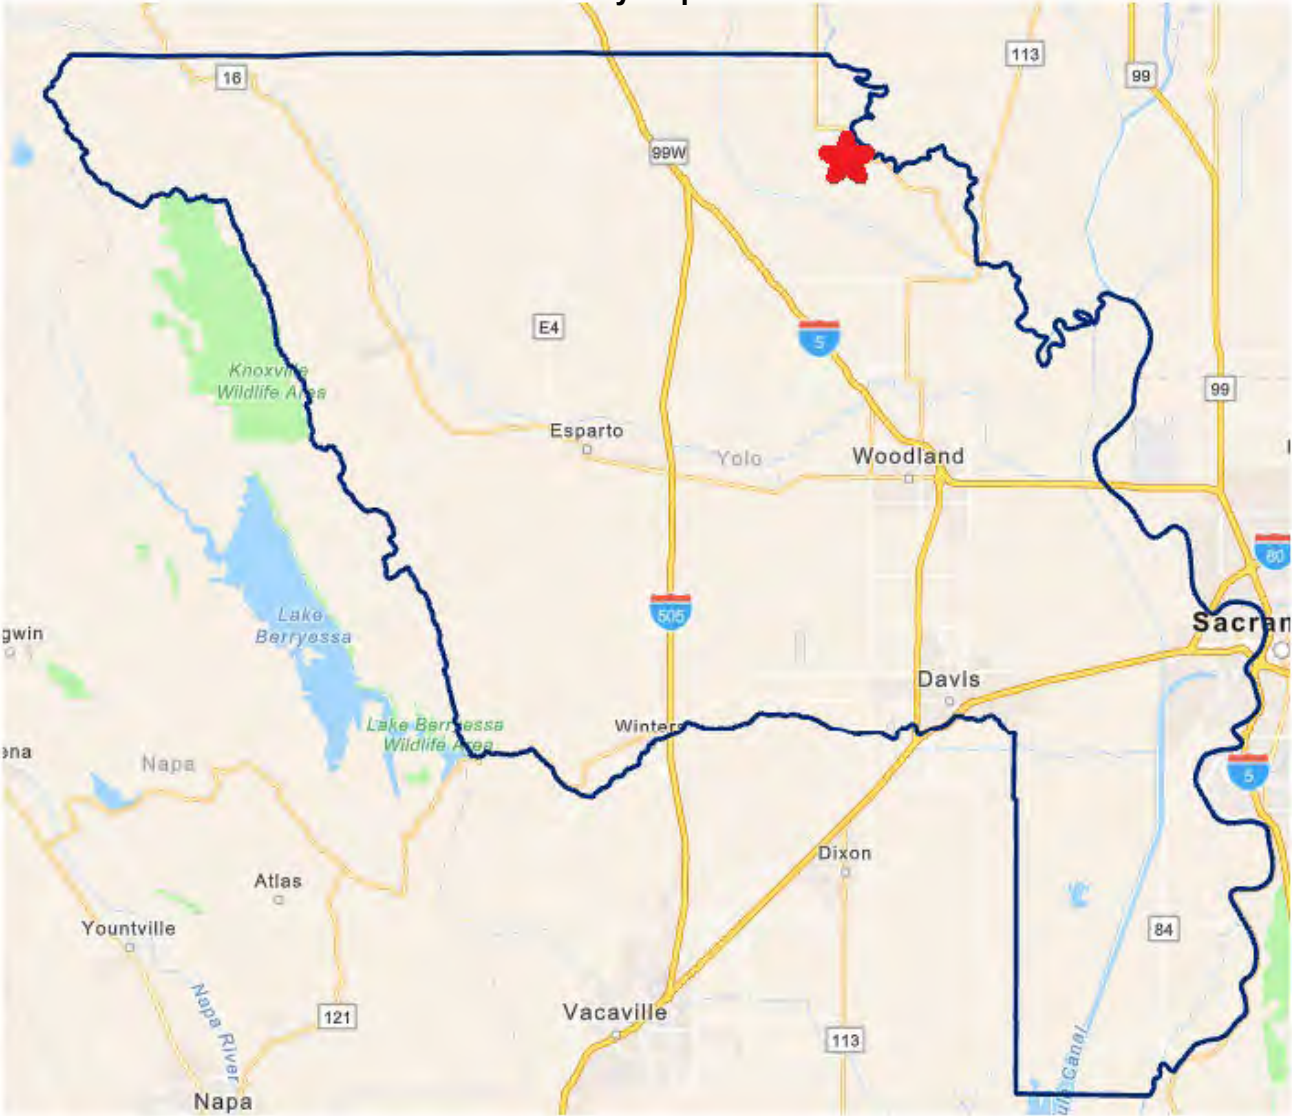 16
113
99
99W
E4
5
Knoxville
Wildlife Area
99
Esparto
Yolo
Woodland
80
505
Lake
Berryessa
gwin
Sacram
Davis
Lake Berryessa
Wildlife Area
Winters
ena
Napa
5
Dixon
Atlas
Yountville
84
Napa River
121
Vacaville
113
Canal
Napa